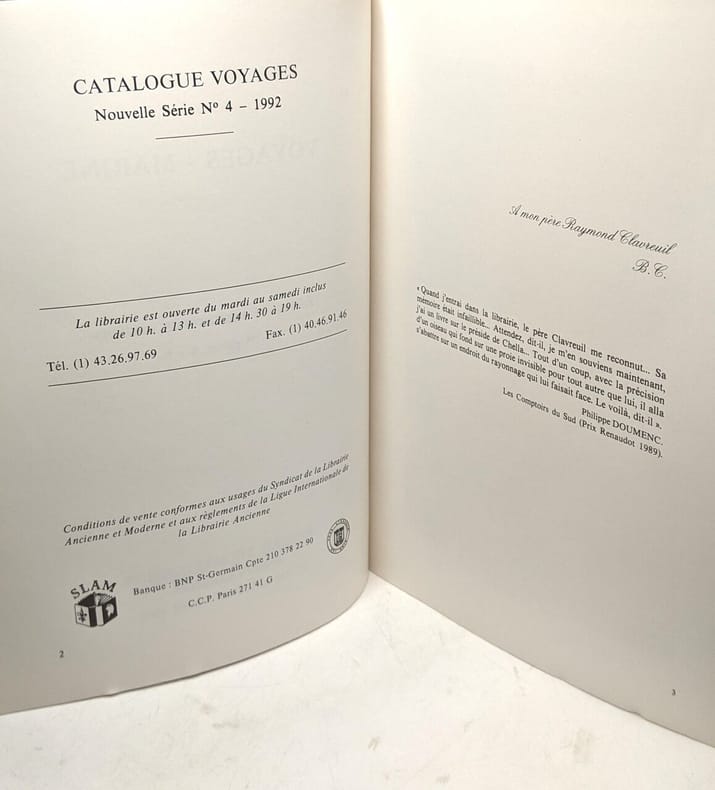 CATALOGUE VOYAGES
Nouvelle Série Nº 4 – 1992
La librairie est ouverte du mardi au samedi inclus
de 10 h. à 13 h. et de 14 h. 30 à 19 h.
Tél. (1) 43.26.97.69
Fax. (1) 40.46.91.46
Conditions de vente conformes aux usages du Syndicat de la Librairie
Ancienne et Moderne et aux règlements de la Ligue Internationale de
la Librairie Ancienne
SLAM
Banque : BNP St-Germain Cpte 210 378 22 90
C.C.P. Paris 271 41 G
2
A mon père Raymond Clavreuil
B.C.
« Quand j'entrai dans la librairie, le père Clavreuil me reconnut... Sa
mémoire était infaillible... Attendez, dit-il, je m'en souviens maintenant,
j'ai un livre sur le préside de Chella... Tout d'un coup, avec la précision
d'un oiseau qui fond sur une proie invisible pour tout autre que lui, il alla
s'abattre sur un endroit du rayonnage qui lui faisait face. Le voilà, dit-il ».
Philippe DOUMENC.
Les Comptoirs du Sud (Prix Renaudot 1989).
3